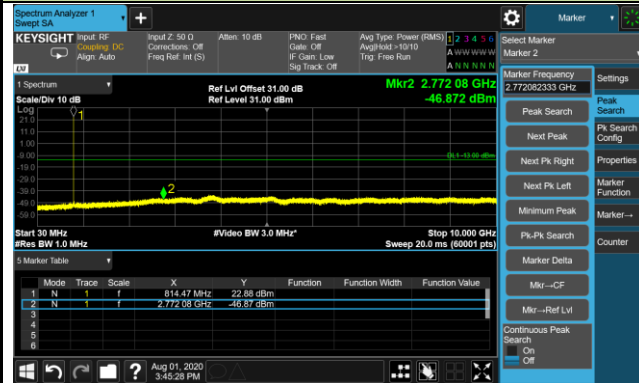 Spectrum Analyzer 1
Swept SA
+
Marker
KEYSIGHT
Input: RF
Coupling: DC
Align: Auto
Input Z: 50 Ω
Corrections: Off
Freq Ref: Int (S)
Atten: 10 dB
PNO: Fast
Gate: Off
IF Gain: Low
Sig Track: Off
Avg Type: Power (RMS)
Avg|Hold:>10/10
Trig: Free Run
1 2 3 4 5 6
A W W W W W
A N N N N N
LXI
Select Marker
Marker 2
1 Spectrum
Scale/Div 10 dB
Ref Lvl Offset 31.00 dB
Ref Level 31.00 dBm
Mkr2 2.772 08 GHz
-46.872 dBm
Log
21.0
11.0
1.00
-9.00
-19.0
-29.0
-39.0
-49.0
-59.0
1
2
DL1 -13.00 dBm
Start 30 MHz
#Res BW 1.0 MHz
#Video BW 3.0 MHz*
Stop 10.000 GHz
Sweep 20.0 ms (60001 pts)
5 Marker Table
Mode Trace Scale X Y Function Function Width Function Value
1 N 1 f 814.47 MHz 22.88 dBm
2 N 1 f 2.772 08 GHz -46.87 dBm
3
4
5
6
Marker Frequency
2.772082333 GHz
Peak Search
Next Peak
Next Pk Right
Next Pk Left
Minimum Peak
Pk-Pk Search
Marker Delta
Mkr→CF
Mkr→Ref Lvl
Continuous Peak Search
On
Off
Settings
Peak Search
Pk Search Config
Properties
Marker Function
Marker→
Counter
?
Aug 01, 2020
3:45:28 PM